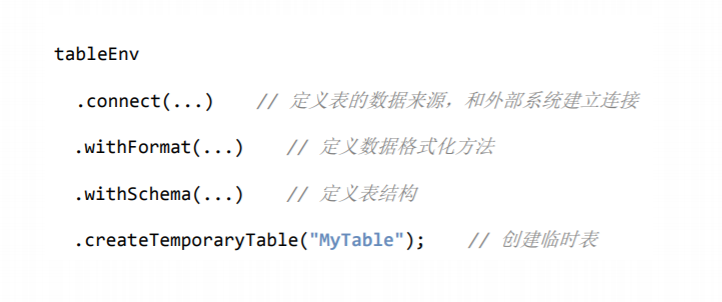 tableEnv
.connect(...) // 定义表的数据来源，和外部系统建立连接
.withFormat(...) // 定义数据格式化方法
.withSchema(...) // 定义表结构
.createTemporaryTable("MyTable"); // 创建临时表